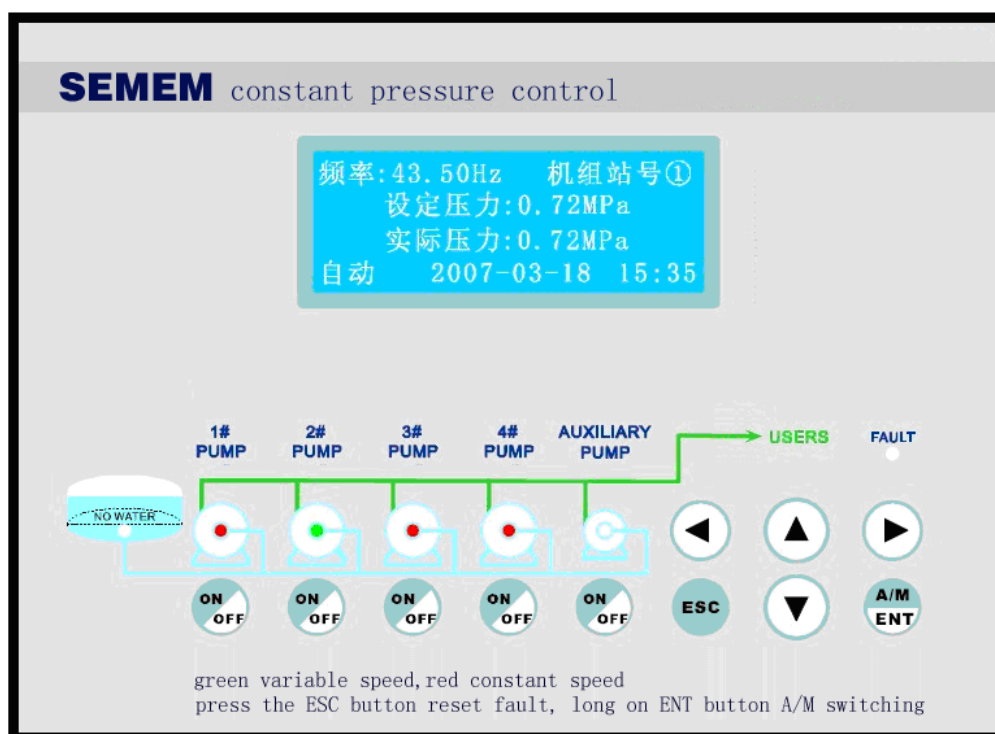 SEMEM constant pressure control
频率:43.50Hz 机组站号①
设定压力:0.72MPa
实际压力:0.72MPa
自动 2007-03-18 15:35
1# PUMP
2# PUMP
3# PUMP
4# PUMP
AUXILIARY PUMP
USERS
FAULT
NO WATER
ON OFF
ON OFF
ON OFF
ON OFF
ON OFF
ESC
A/M ENT
green variable speed,red constant speed
press the ESC button reset fault, long on ENT button A/M switching